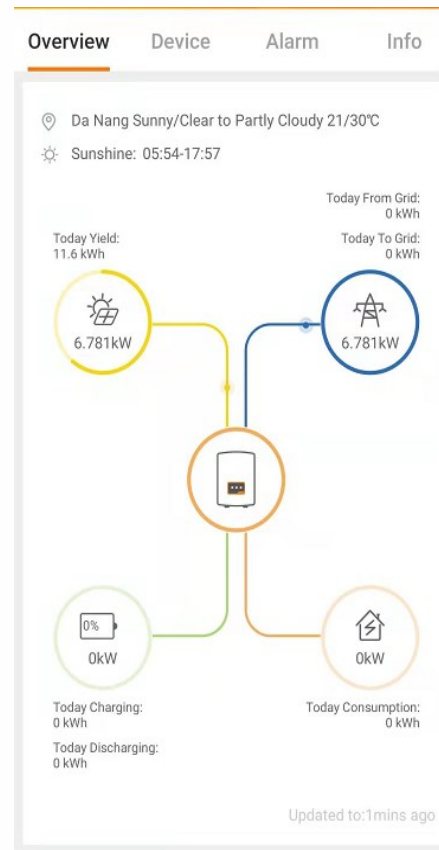 Overview Device Alarm Info
Da Nang Sunny/Clear to Partly Cloudy 21/30℃
Sunshine: 05:54-17:57
Today From Grid:
0 kWh
Today Yield:
11.6 kWh
Today To Grid:
0 kWh
6.781kW
6.781kW
0%
0kW
0kW
Today Charging:
0 kWh
Today Discharging:
0 kWh
Today Consumption:
0 kWh
Updated to:1mins ago